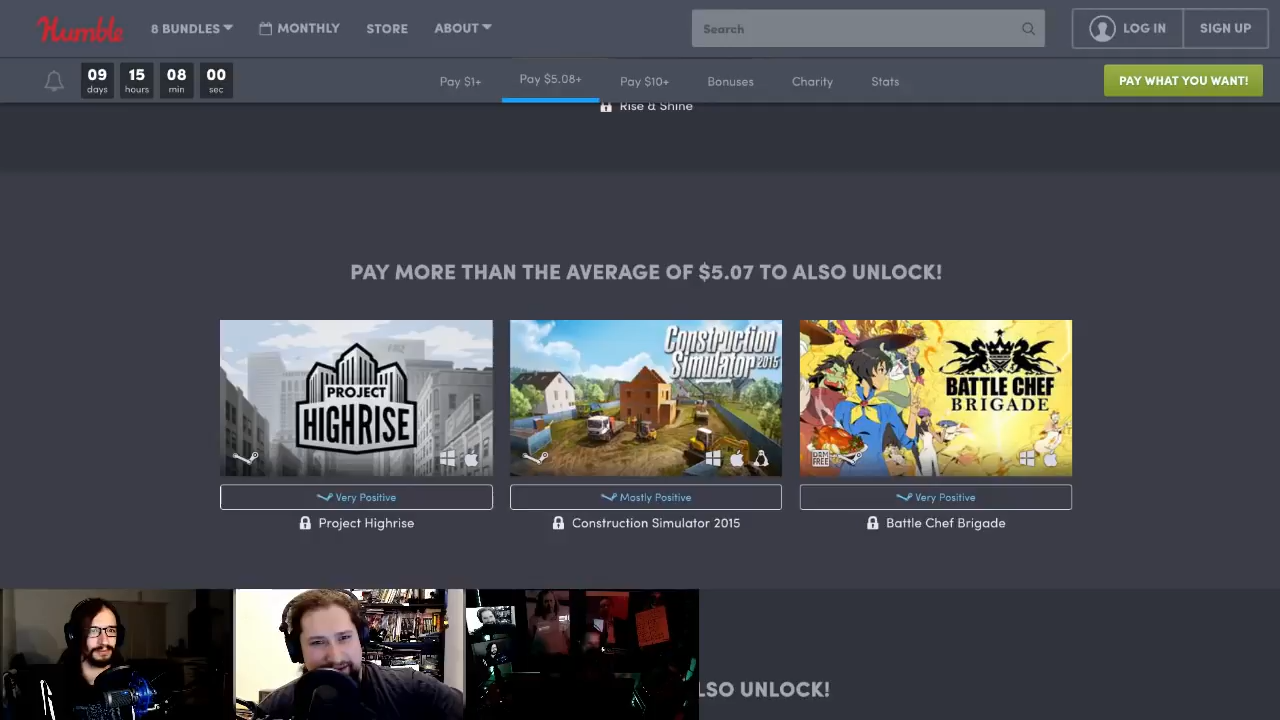 Humble
8 BUNDLES
MONTHLY
STORE
ABOUT
Search
LOG IN
SIGN UP
09 15 08 00
days hours min sec
Pay $1+
Pay $5.08+
Pay $10+
Bonuses
Charity
Stats
PAY WHAT YOU WANT!
Rise & Shine
PAY MORE THAN THE AVERAGE OF $5.07 TO ALSO UNLOCK!
PROJECT
HIGHRISE
Construction
Simulator 2015
BATTLE CHEF
BRIGADE
DRM
FREE
Very Positive
Mostly Positive
Very Positive
Project Highrise
Construction Simulator 2015
Battle Chef Brigade
LSO UNLOCK!